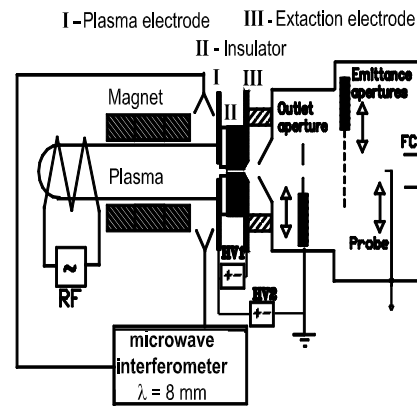 I – Plasma electrode III - Extaction electrode
II – Insulator
I III
II
Magnet
Plasma
Outlet
aperture
Emittance
apertures
FC
Probe
~
RF
HV1
+ -
HV2
+ -
microwave
interferometer
λ = 8 mm